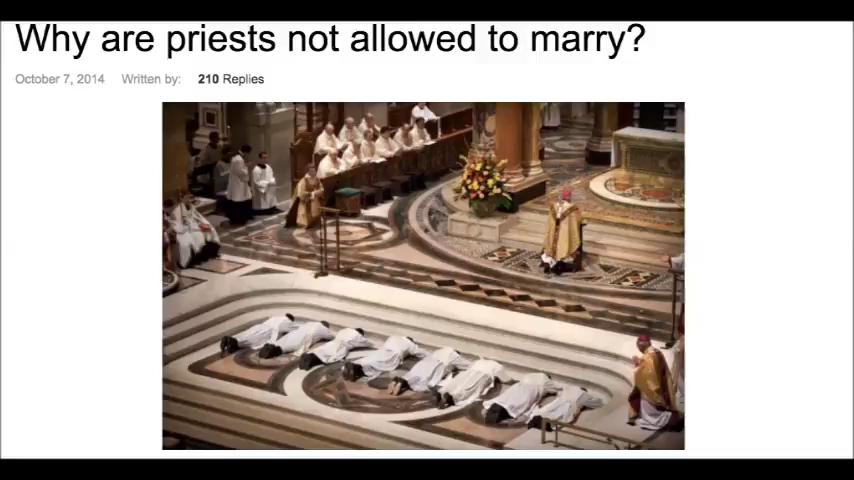 Why are priests not allowed to marry?
October 7, 2014 Written by: 210 Replies